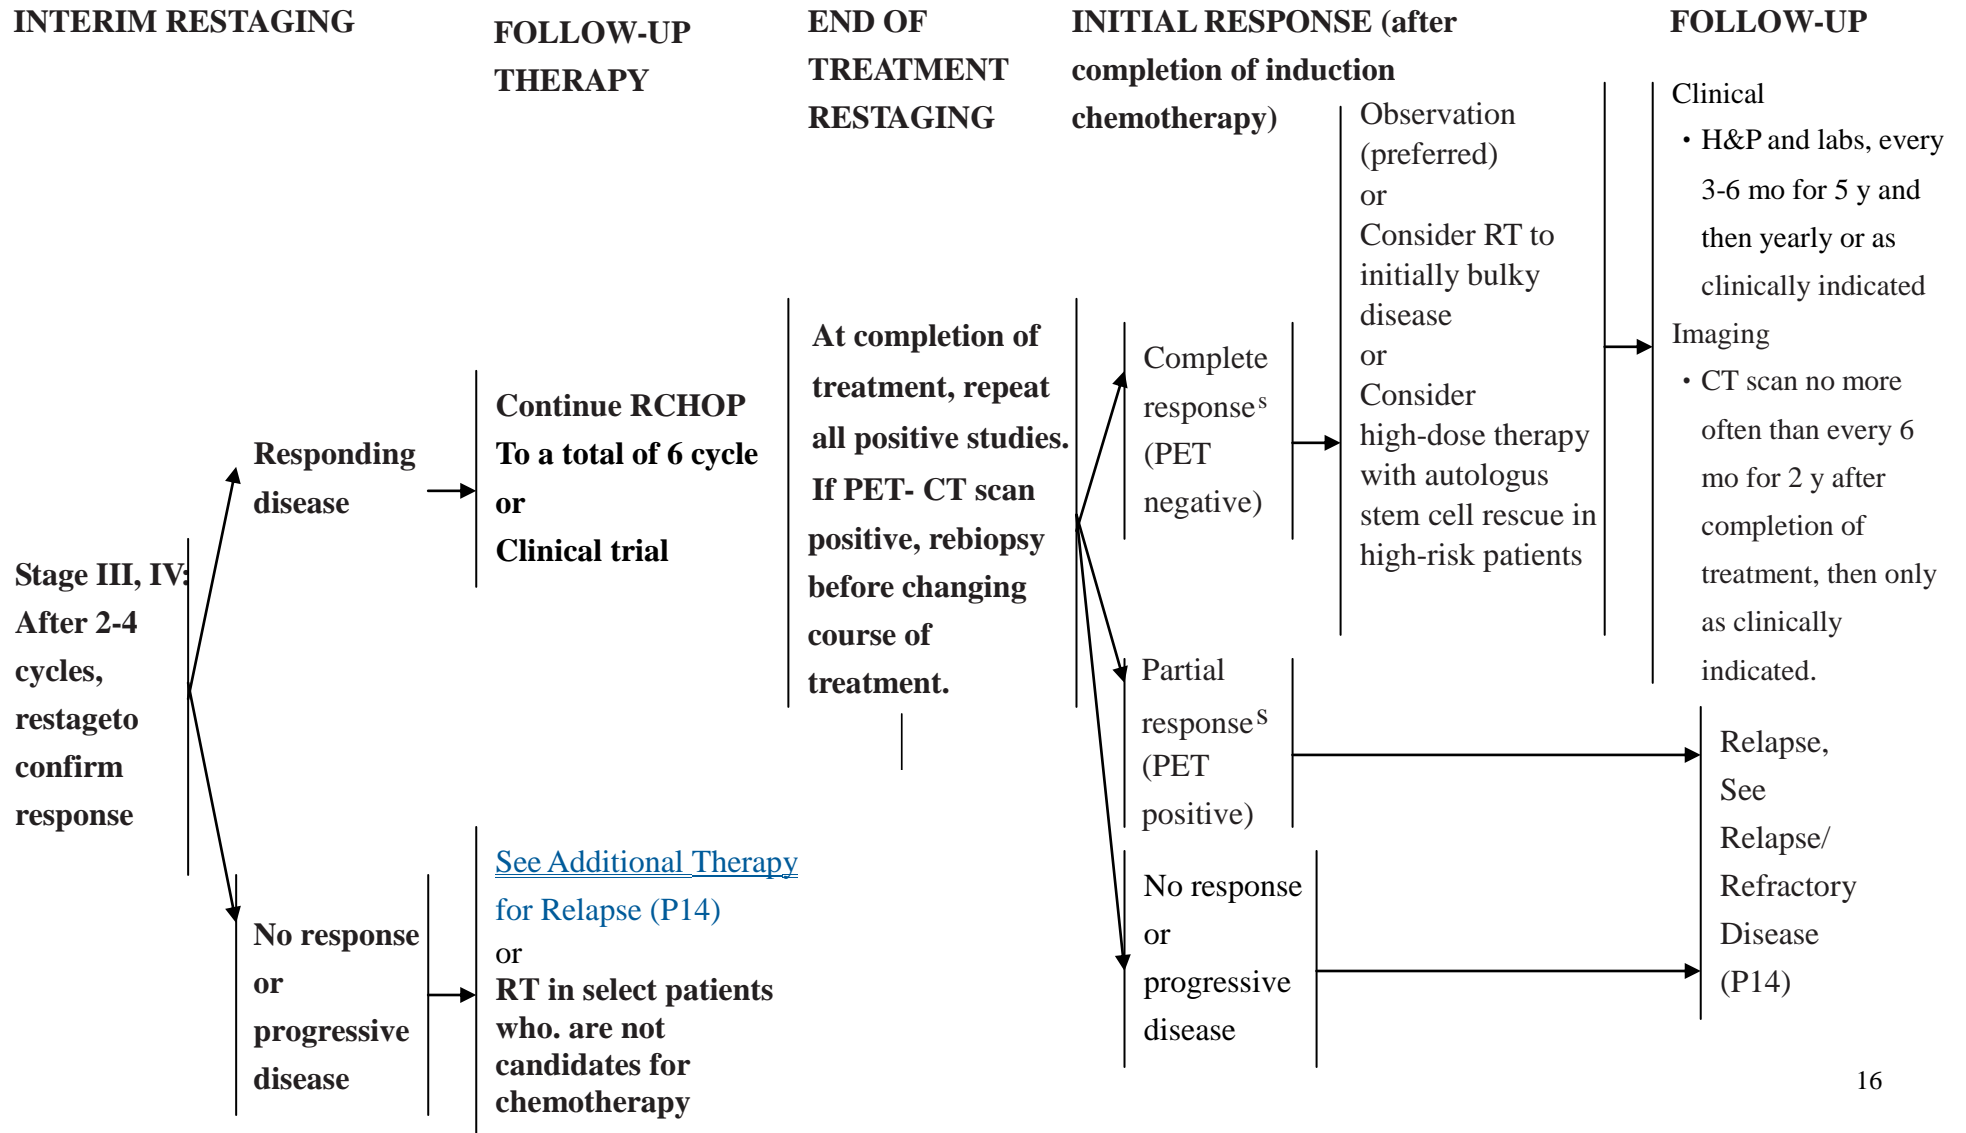 INTERIM RESTAGING
FOLLOW-UP
THERAPY
END OF
TREATMENT
RESTAGING
INITIAL RESPONSE (after
completion of induction
chemotherapy)
FOLLOW-UP
Stage III, IV:
After 2-4
cycles,
restageto
confirm
response
Responding
disease
No response
or
progressive
disease
Continue RCHOP
To a total of 6 cycle
or
Clinical trial
See Additional Therapy
for Relapse (P14)
or
RT in select patients
who. are not
candidates for
chemotherapy
At completion of
treatment, repeat
all positive studies.
If PET- CT scan
positive, rebiopsy
before changing
course of
treatment.
Complete
response s
(PET
negative)
Partial
response s
(PET
positive)
No response
or
progressive
disease
Observation
(preferred)
or
Consider RT to
initially bulky
disease
or
Consider
high-dose therapy
with autologus
stem cell rescue in
high-risk patients
Clinical
・H&P and labs, every
3-6 mo for 5 y and
then yearly or as
clinically indicated
Imaging
・CT scan no more
often than every 6
mo for 2 y after
completion of
treatment, then only
as clinically
indicated.
Relapse,
See
Relapse/
Refractory
Disease
(P14)
16